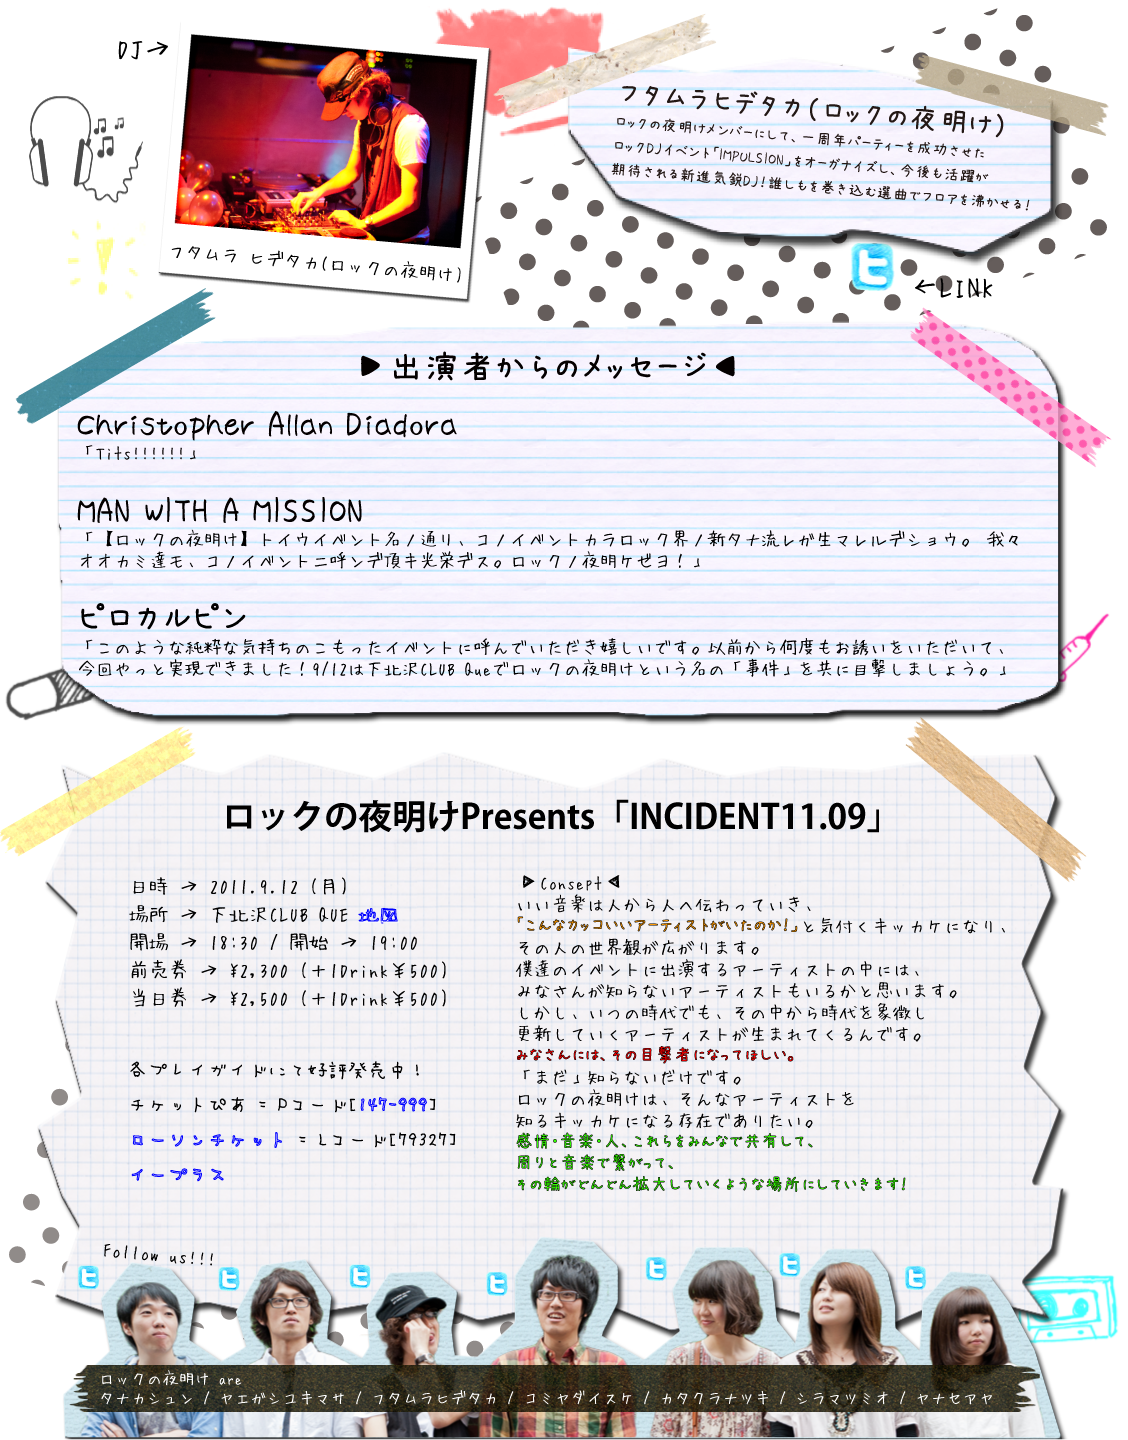 DJ→
フタムラ ヒデタカ(ロックの夜明け)
フタムラヒデタカ(ロックの夜明け)
ロックの夜明けメンバーにして、一周年パーティーを成功させた
ロックDJイベント「IMPULSION」をオーガナイズし、今後も活躍が
期待される新進気鋭DJ!誰しもを巻き込む選曲でフロアを沸かせる!
←LINK
▶出演者からのメッセージ◀
Christopher Allan Diadora
「Tits!!!!!!」
MAN WITH A MISSION
「【ロックの夜明け】トイウイベント名ノ通リ、コノイベントカラロック界ノ新タナ流レガ生マレルデショウ。 我々
オオカミ達モ、コノイベントニ呼ンデ頂キ光栄デス。ロックノ夜明ケゼヨ!」
ピロカルピン
「このような純粋な気持ちのこもったイベントに呼んでいただき嬉しいです。以前から何度もお誘いをいただいて、
今回やっと実現できました!9/12は下北沢CLUB Queでロックの夜明けという名の「事件」を共に目撃しましょう。」
ロックの夜明けPresents「INCIDENT11.09」
日時 → 2011.9.12 (月)
場所 → 下北沢CLUB QUE 地図
開場 → 18:30 / 開始 → 19:00
前売券 → ¥2,300 (+1Drink¥500)
当日券 → ¥2,500 (+1Drink¥500)
各プレイガイドにて好評発売中!
チケットぴあ = Pコード[147-999]
ローソンチケット = Lコード[79327]
イープラス
▶Consept◀
いい音楽は人から人へ伝わっていき、
「こんなカッコいいアーティストがいたのか!」と気付くキッカケになり、
その人の世界観が広がります。
僕達のイベントに出演するアーティストの中には、
みなさんが知らないアーティストもいるかと思います。
しかし、いつの時代でも、その中から時代を象徴し
更新していくアーティストが生まれてくるんです。
みなさんには、その目撃者になってほしい。
「まだ」知らないだけです。
ロックの夜明けは、そんなアーティストを
知るキッカケになる存在でありたい。
感情・音楽・人、これらをみんなで共有して、
周りと音楽で繋がって、
その輪がどんどん拡大していくような場所にしていきます!
Follow us!!!
ロックの夜明け are
タナカシュン / ヤエガシユキマサ / フタムラヒデタカ / コミヤダイスケ / カタクラナツキ / シラマツミオ / ヤナセアヤ